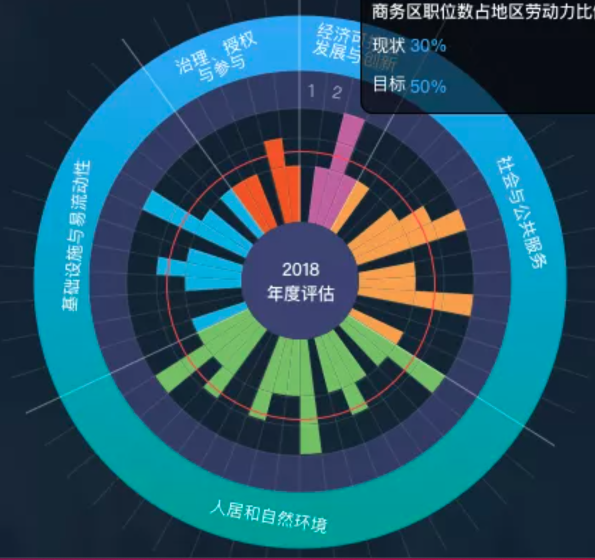 商务区职位数占地区劳动力比
现状 30%
目标 50%
治理、授权
与参与
经济可
发展与创新
1 2
社会与公共服务
基础设施与易流动性
2018
年度评估
人居和自然环境